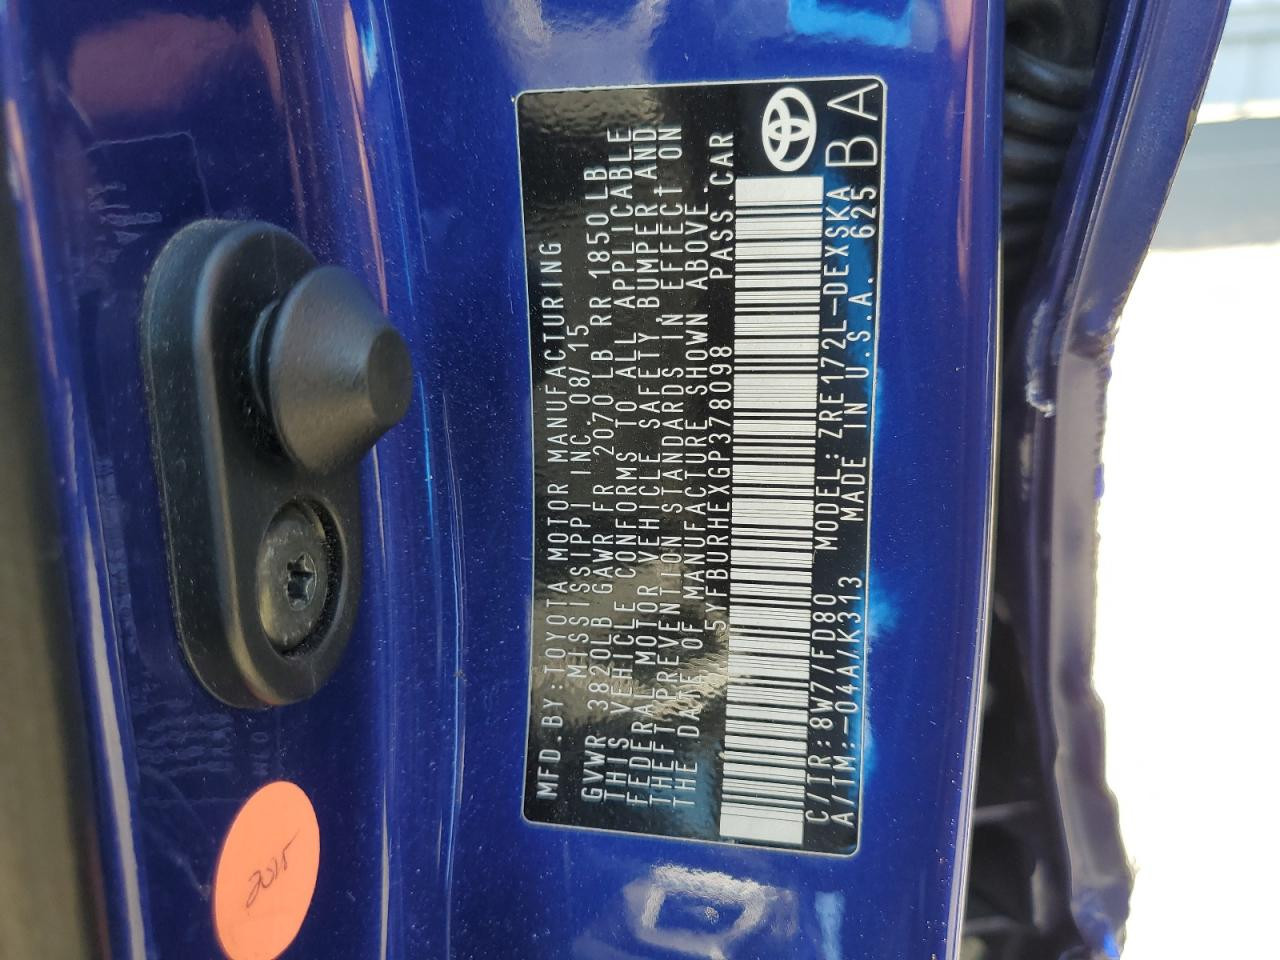 MFD.BY:TOYOTA MOTOR MANUFACTURING
MISSISSIPPI INC. 08/15
GVWR 3820LB GAWR FR 2070LB RR 1850LB
THIS VEHICLE CONFORMS TO ALL APPLICABLE
FEDERAL MOTOR VEHICLE SAFETY, BUMPER, AND
THEFT PREVENTION STANDARDS IN EFFECT ON
THE DATE OF MANUFACTURE SHOWN ABOVE.
5YFBURHEXGP378098 PASS.CAR
C/TR:8W7/FD80 MODEL:ZRE172L-DEXSKA
A/TM:-04A/K313 MADE IN U.S.A. 625
BA
2015